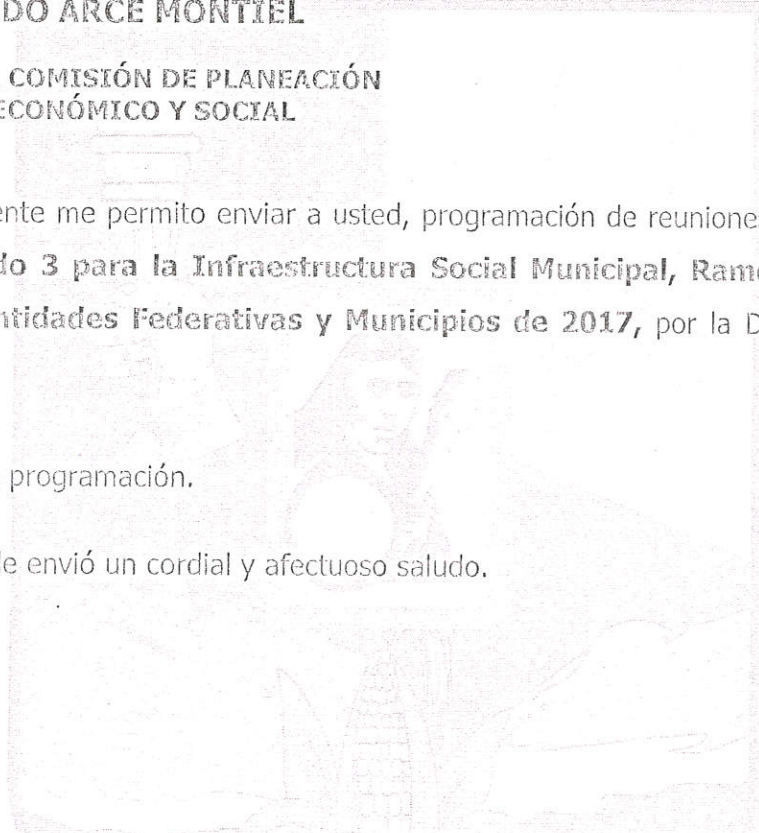 DO ARCE MONTIEL
COMISIÓN DE PLANEACIÓN
ECONÓMICO Y SOCIAL
ente me permito enviar a usted, programación de reunione
do 3 para la Infraestructura Social Municipal, Ram
ntidades Federativas y Municipios de 2017, por la D
programación.
le envió un cordial y afectuoso saludo.